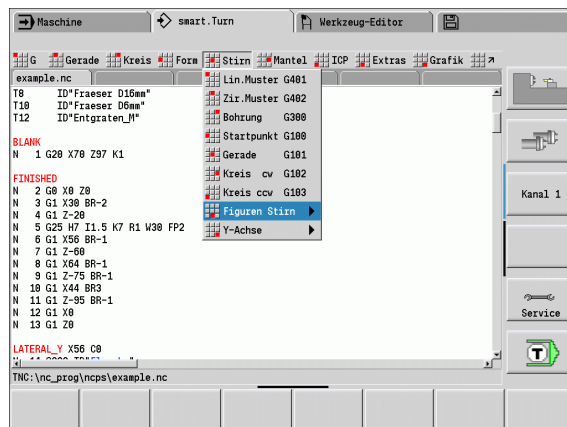 Maschine
smart.Turn
Werkzeug-Editor
G Gerade Kreis Form Stirn Mantel ICP Extras Grafik
example.nc
T8 ID"Fraeser D16mm"
T10 ID"Fraeser D6mm"
T12 ID"Entgraten_M"
BLANK
N 1 G20 X70 Z97 K1
FINISHED
N 2 G0 X0 Z0
N 3 G1 X30 BR-2
N 4 G1 Z-20
N 5 G25 H7 I1.5 K7 R1 W30 FP2
N 6 G1 X56 BR-1
N 7 G1 Z-60
N 8 G1 X64 BR-1
N 9 G1 Z-75 BR-1
N 10 G1 X44 BR3
N 11 G1 Z-95 BR-1
N 12 G1 X0
N 13 G1 Z0
LATERAL_Y X56 C0
Lin.Muster G401
Zir.Muster G402
Bohrung G300
Startpunkt G100
Gerade G101
Kreis cw G102
Kreis ccw G103
Figuren Stirn
Y-Achse
TNC:\nc_prog\ncps\example.nc
Kanal 1
Service
T